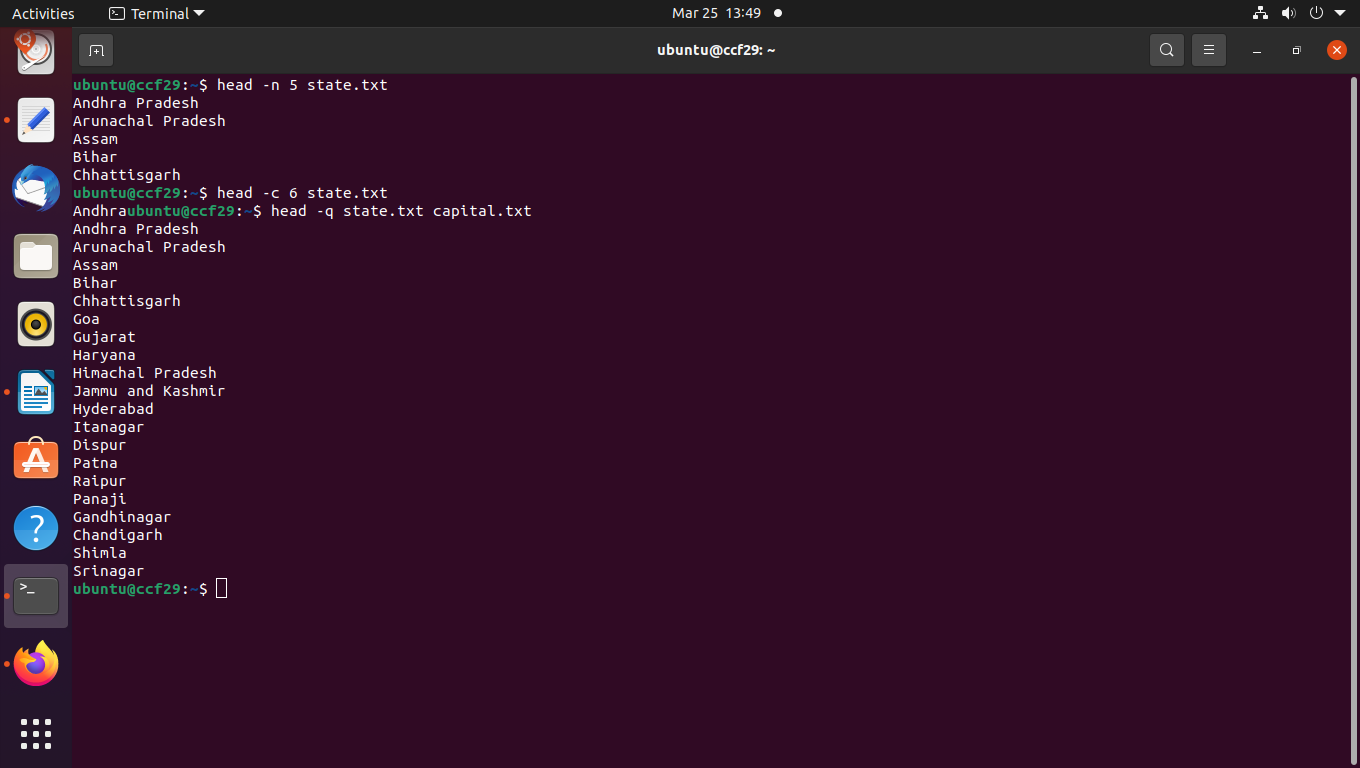 Activities Terminal Mar 25 13:49
ubuntu@ccf29: ~
ubuntu@ccf29:~$ head -n 5 state.txt
Andhra Pradesh
Arunachal Pradesh
Assam
Bihar
Chhattisgarh
ubuntu@ccf29:~$ head -c 6 state.txt
Andhraubuntu@ccf29:~$ head -q state.txt capital.txt
Andhra Pradesh
Arunachal Pradesh
Assam
Bihar
Chhattisgarh
Goa
Gujarat
Haryana
Himachal Pradesh
Jammu and Kashmir
Hyderabad
Itanagar
Dispur
Patna
Raipur
Panaji
Gandhinagar
Chandigarh
Shimla
Srinagar
ubuntu@ccf29:~$